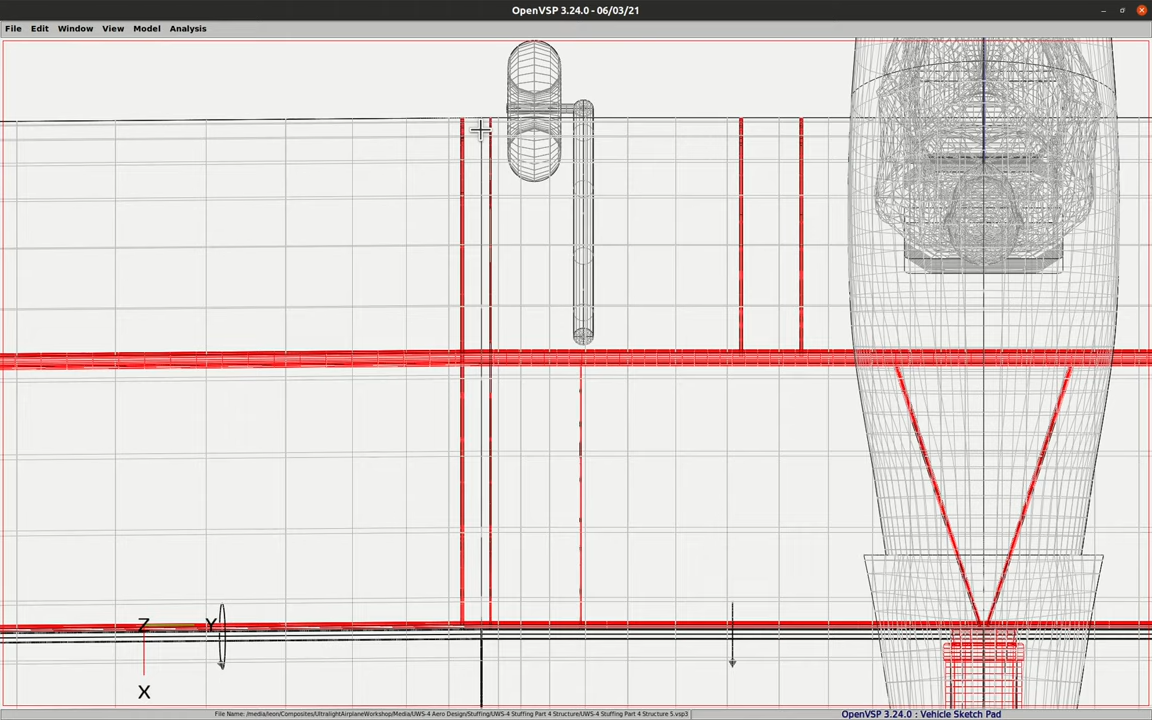 OpenVSP 3.24.0 - 06/03/21
File Edit Window View Model Analysis
Z Y
X
File Name: /media/leon/Composites/UltralightAirplaneWorkshop/Media/UWS-4 Aero Design/Stuffing/UWS-4 Stuffing Part 4 Structure/UWS-4 Stuffing Part 4 Structure 5.vsp3
OpenVSP 3.24.0 : Vehicle Sketch Pad